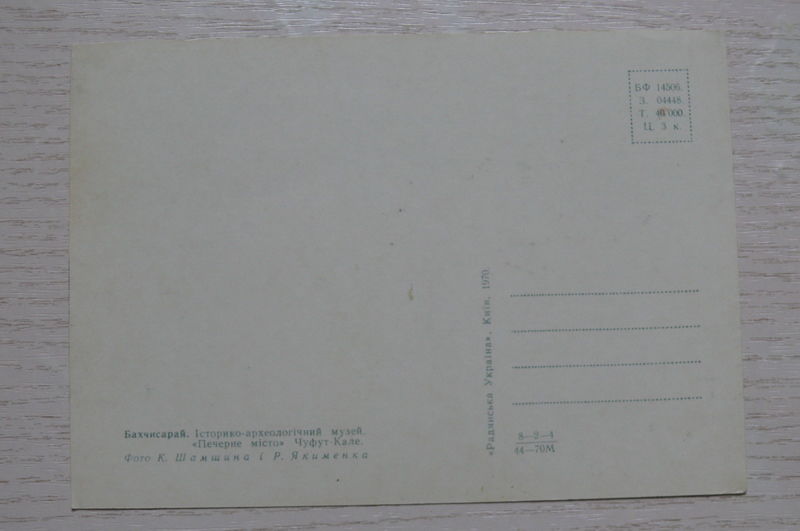 БФ 14506.
З. 04448.
Т. 000.
Ц. 3 к.
«Радянська Україна», Київ, 1970.
Бахчисарай. Історико-археологічний музей.
«Печерне місто» Чуфут-Кале.
Фото К. Шамшина і Р. Якименка
8—2—4
44—70М